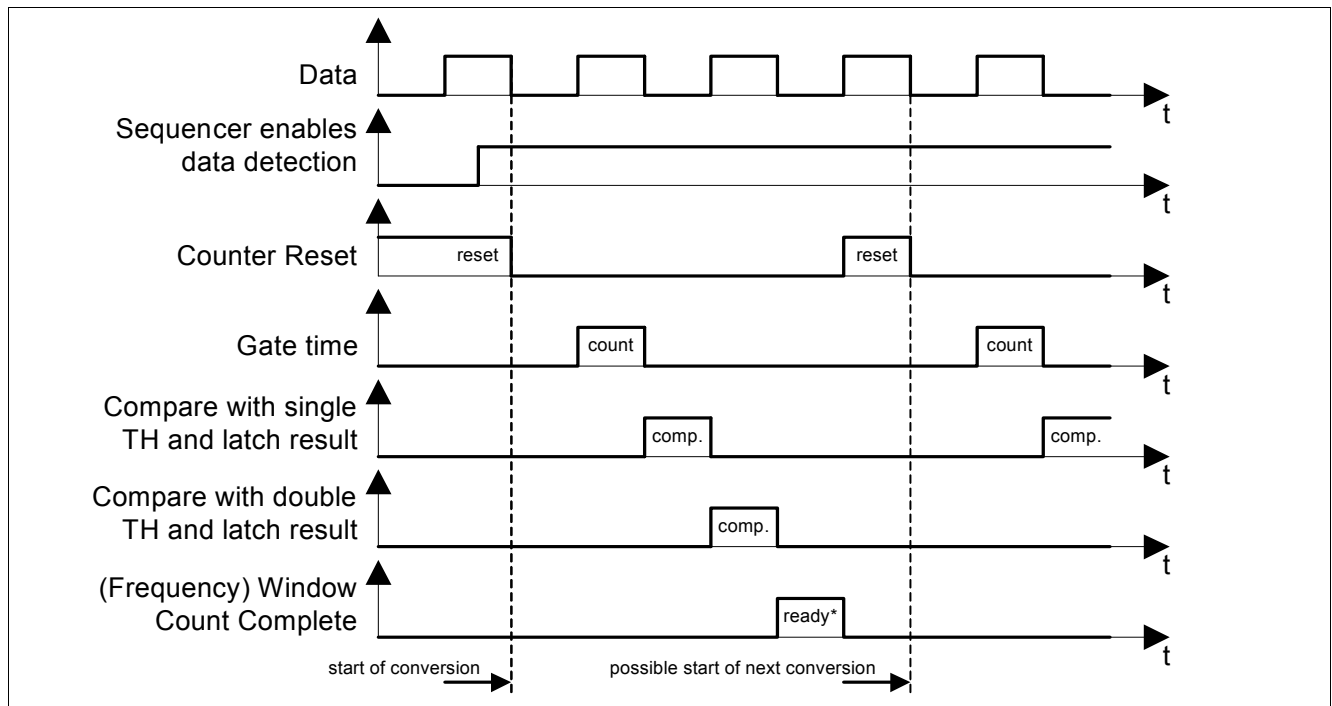 Data
t
Sequencer enables
data detection
t
Counter Reset
reset
reset
t
Gate time
count
count
t
Compare with single
TH and latch result
comp.
comp.
t
Compare with double
TH and latch result
comp.
t
(Frequency) Window
Count Complete
ready*
t
start of conversion
possible start of next conversion